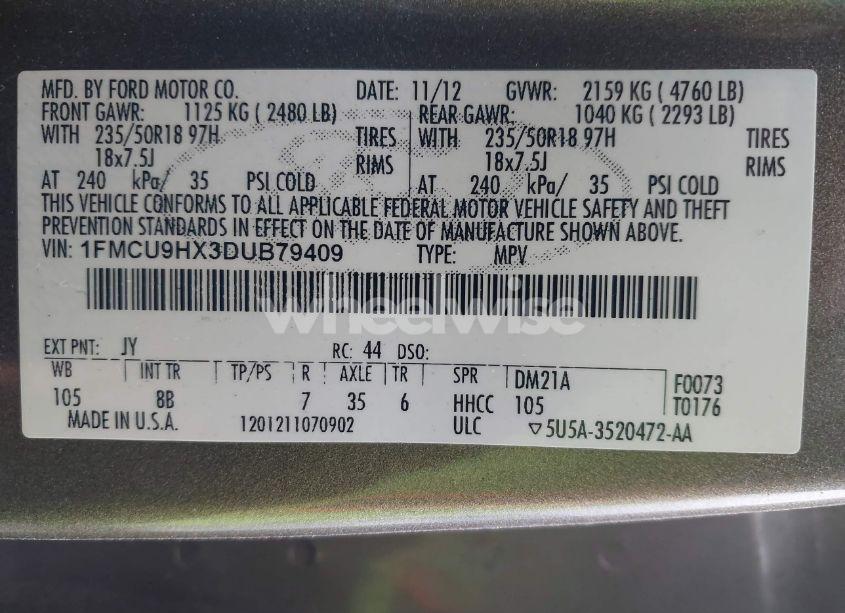 MFD. BY FORD MOTOR CO. DATE: 11/12 GVWR: 2159 KG ( 4760 LB)
FRONT GAWR: 1125 KG ( 2480 LB) REAR GAWR: 1040 KG ( 2293 LB)
WITH 235/50R18 97H TIRES WITH 235/50R18 97H TIRES
18x7.5J RIMS 18x7.5J RIMS
AT 240 kPa/ 35 PSI COLD AT 240 kPa/ 35 PSI COLD
THIS VEHICLE CONFORMS TO ALL APPLICABLE FEDERAL MOTOR VEHICLE SAFETY AND THEFT
PREVENTION STANDARDS IN EFFECT ON THE DATE OF MANUFACTURE SHOWN ABOVE.
VIN: 1FMCU9HX3DUB79409 TYPE: MPV
wheelwise
EXT PNT: JY RC: 44 DSO:
WB INT TR TP/PS R AXLE TR SPR DM21A F0073
105 8B 7 35 6 HHCC 105 T0176
MADE IN U.S.A. 1201211070902 ULC ▽5U5A-3520472-AA